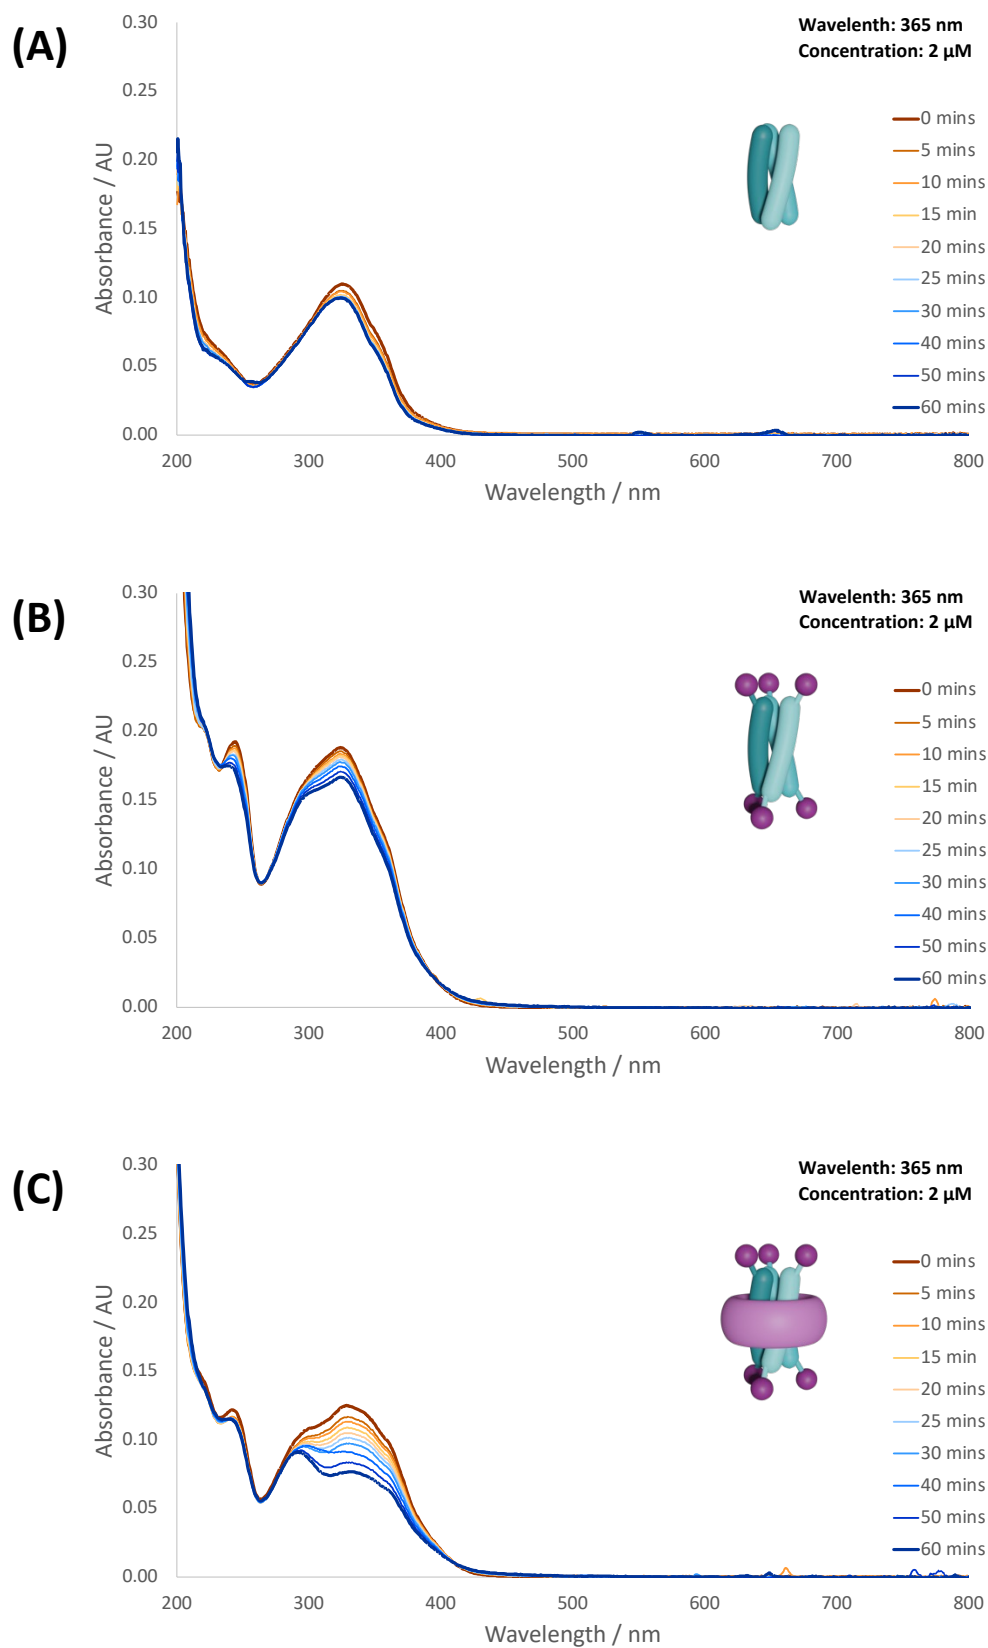 (A)
Wavelenth: 365 nm
Concentration: 2 µM
0.30
0.25
0.20
0.15
0.10
0.05
0.00
Absorbance / AU
200 300 400 500 600 700 800
Wavelength / nm
0 mins
5 mins
10 mins
15 min
20 mins
25 mins
30 mins
40 mins
50 mins
60 mins
(B)
Wavelenth: 365 nm
Concentration: 2 µM
0.30
0.25
0.20
0.15
0.10
0.05
0.00
Absorbance / AU
200 300 400 500 600 700 800
Wavelength / nm
0 mins
5 mins
10 mins
15 min
20 mins
25 mins
30 mins
40 mins
50 mins
60 mins
(C)
Wavelenth: 365 nm
Concentration: 2 µM
0.30
0.25
0.20
0.15
0.10
0.05
0.00
Absorbance / AU
200 300 400 500 600 700 800
Wavelength / nm
0 mins
5 mins
10 mins
15 min
20 mins
25 mins
30 mins
40 mins
50 mins
60 mins